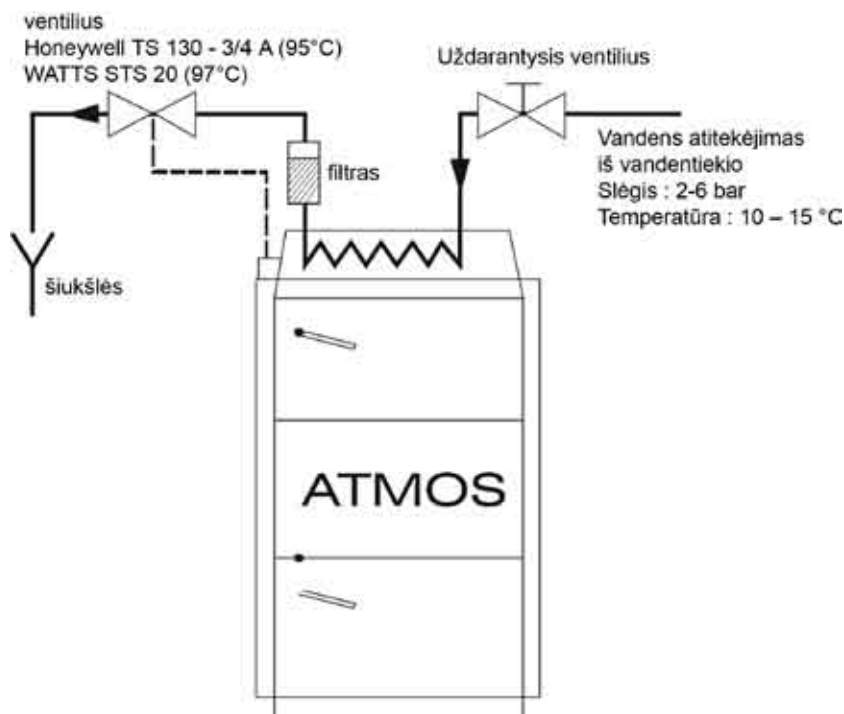 ventilius
Honeywell TS 130 - 3/4 A (95°C)
WATTS STS 20 (97°C)
Uždarantysis ventilius
Vandens atitekėjimas
iš vandentiekio
Slėgis : 2-6 bar
Temperatūra : 10 – 15 °C
filtras
šiukšlės
ATMOS